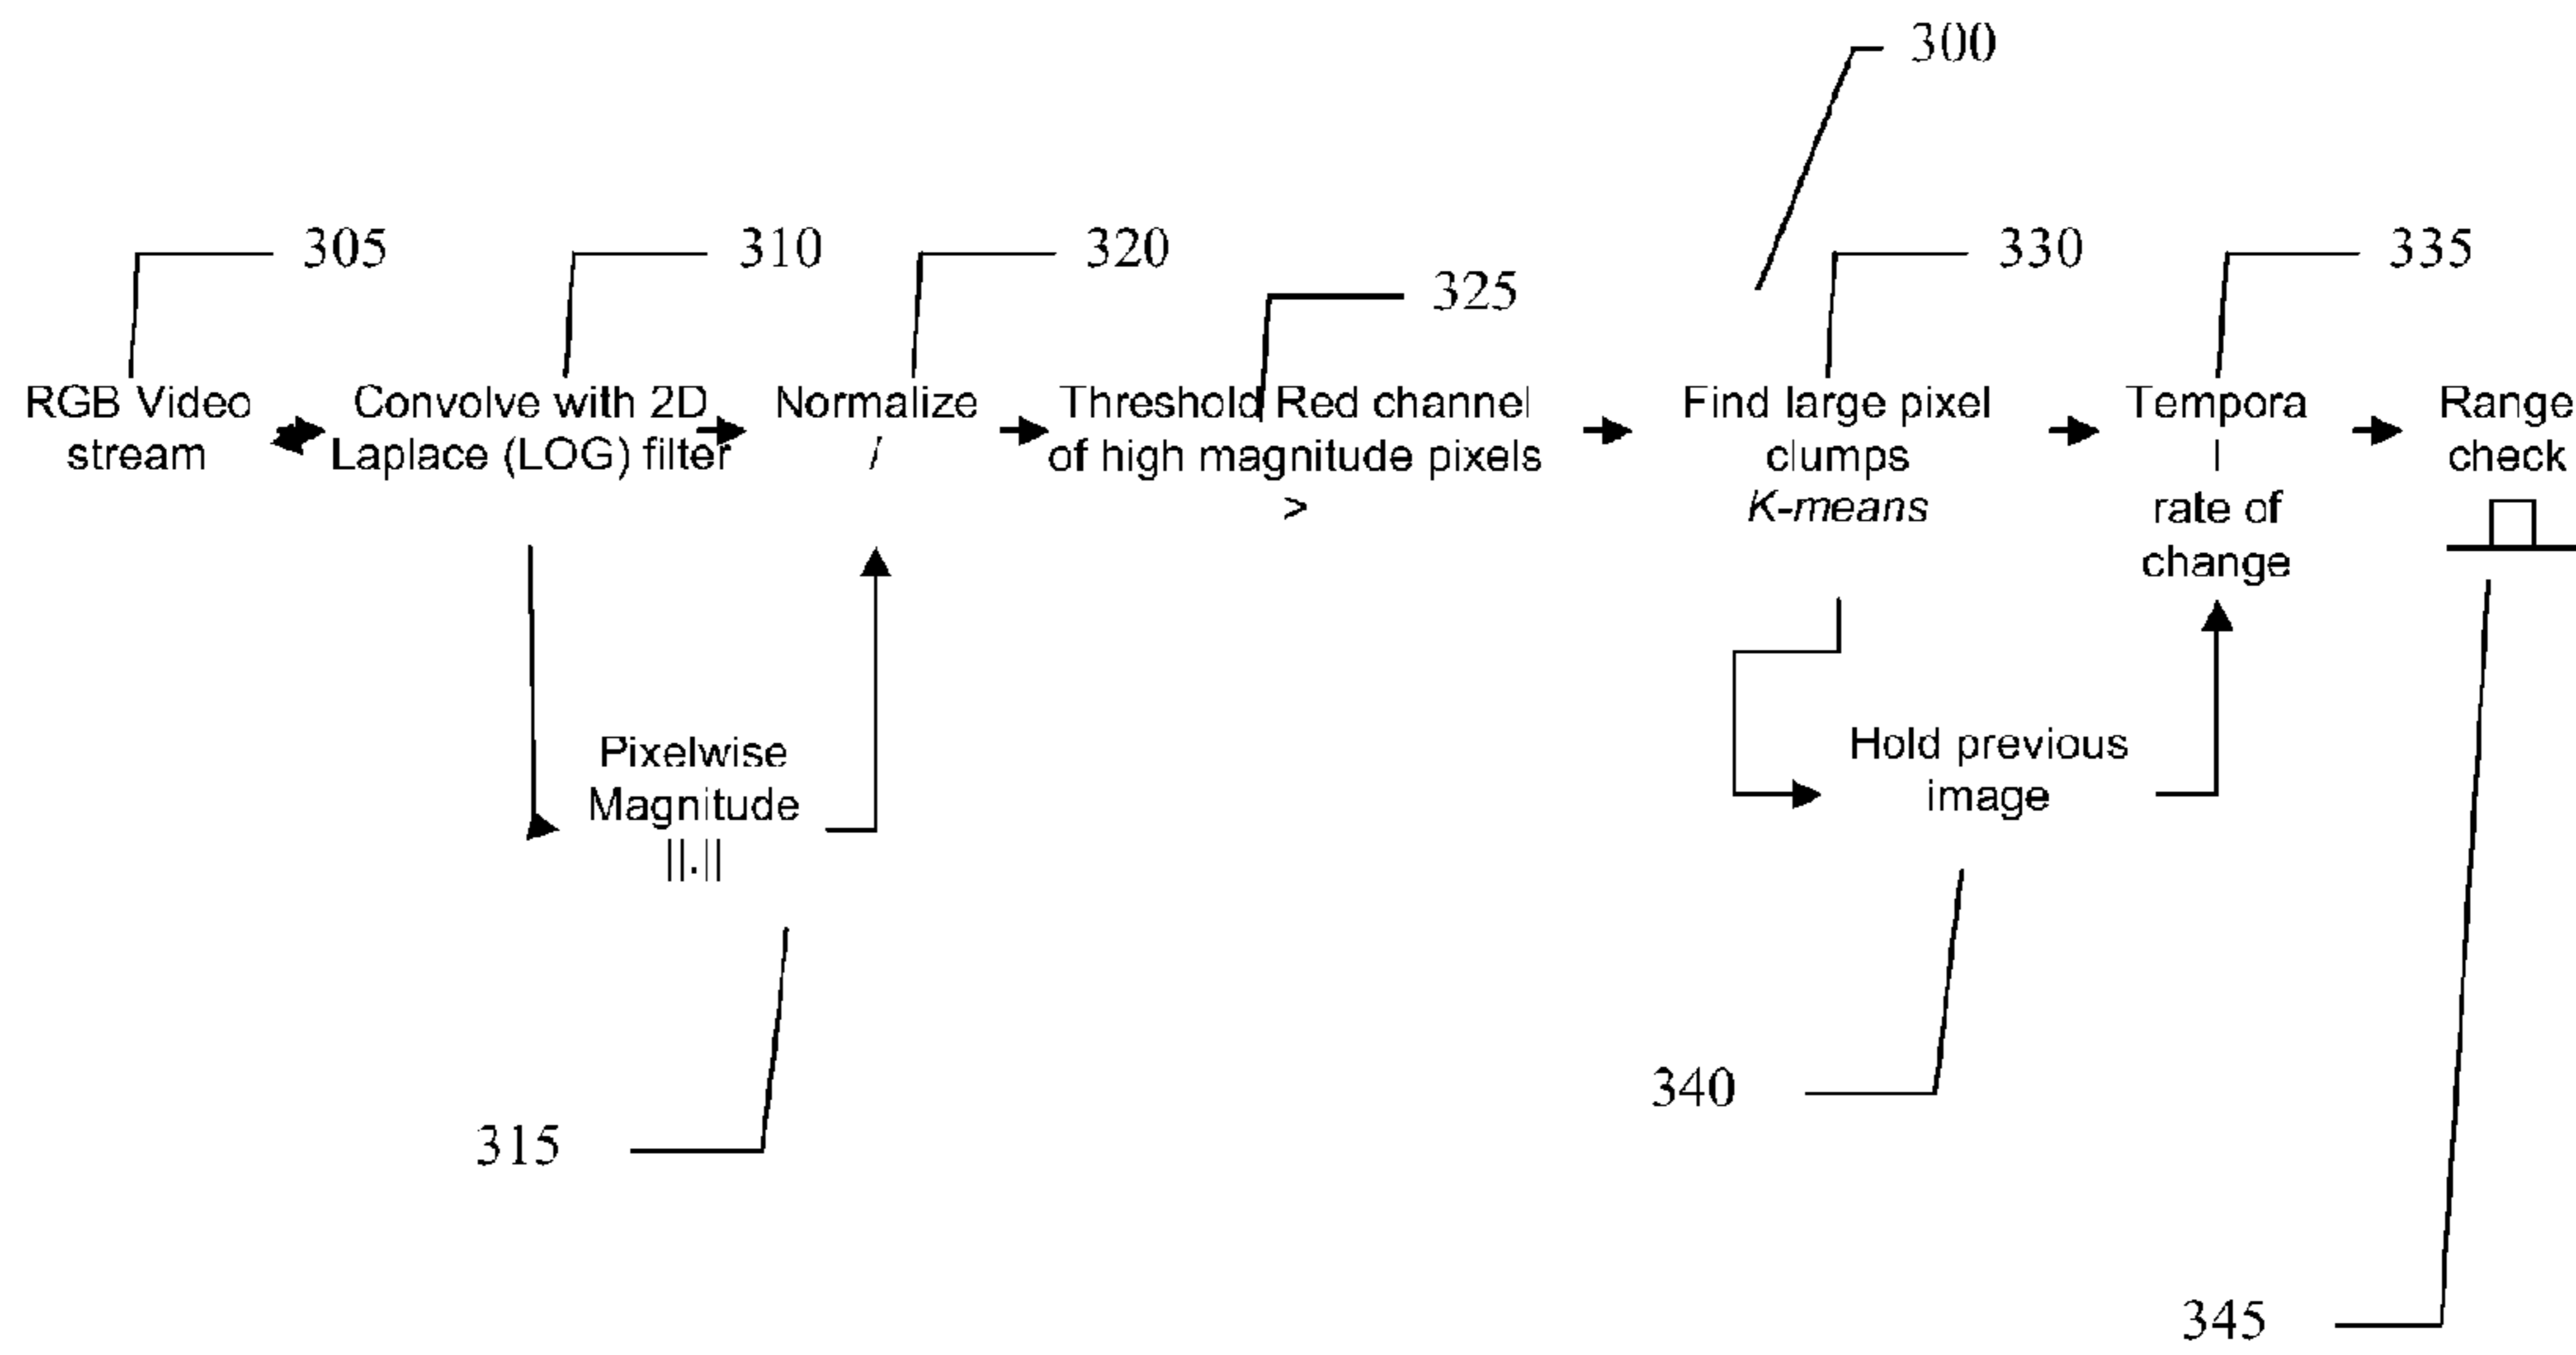 300
305
310
320
325
330
335
RGB Video
stream
Convolve with 2D
Laplace (LOG) filter
Normalize
/
Threshold Red channel
of high magnitude pixels
>
Find large pixel
clumps
K-means
Tempora
l
rate of
change
Range
check
Pixelwise
Magnitude
||.||
Hold previous
image
315
340
345